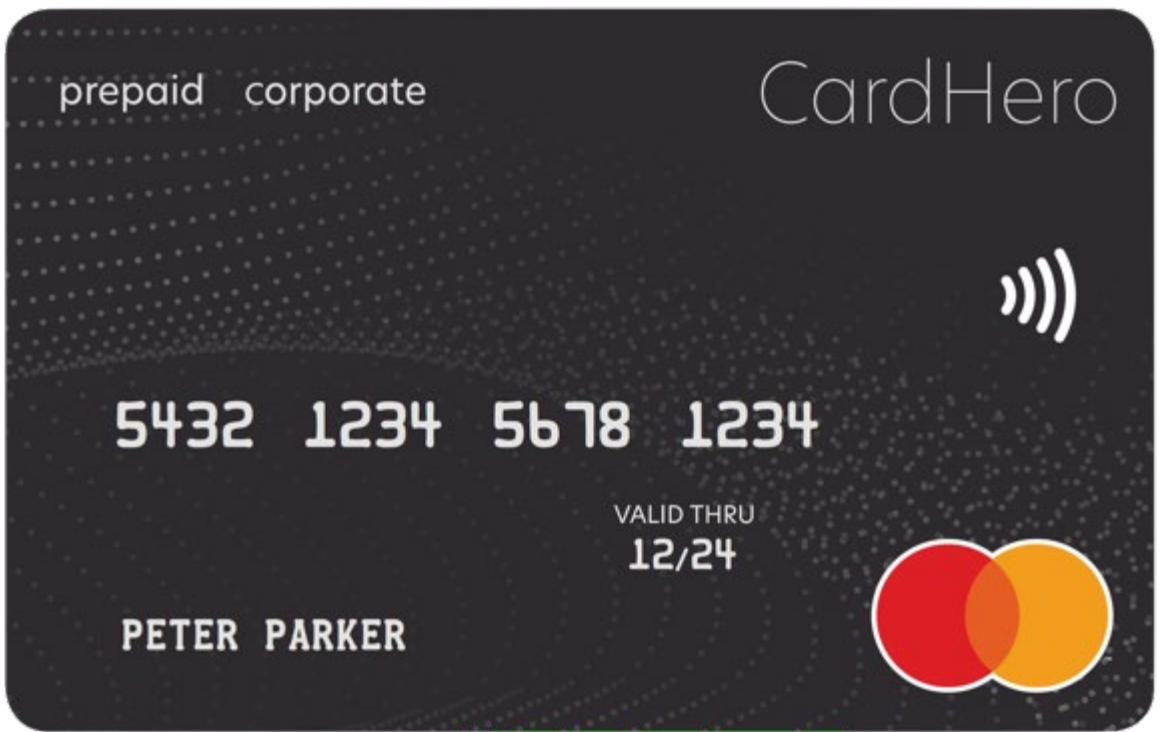 prepaid corporate CardHero
5432 1234 5678 1234
VALID THRU
12/24
PETER PARKER